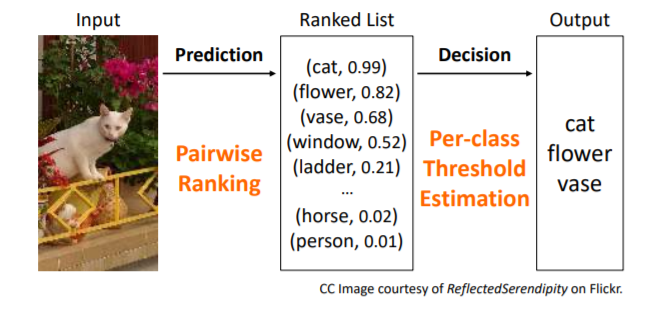 Input
Prediction
Pairwise
Ranking
Ranked List
(cat, 0.99)
(flower, 0.82)
(vase, 0.68)
(window, 0.52)
(ladder, 0.21)
...
(horse, 0.02)
(person, 0.01)
Decision
Per-class
Threshold
Estimation
Output
cat
flower
vase
CC Image courtesy of ReflectedSerendipity on Flickr.